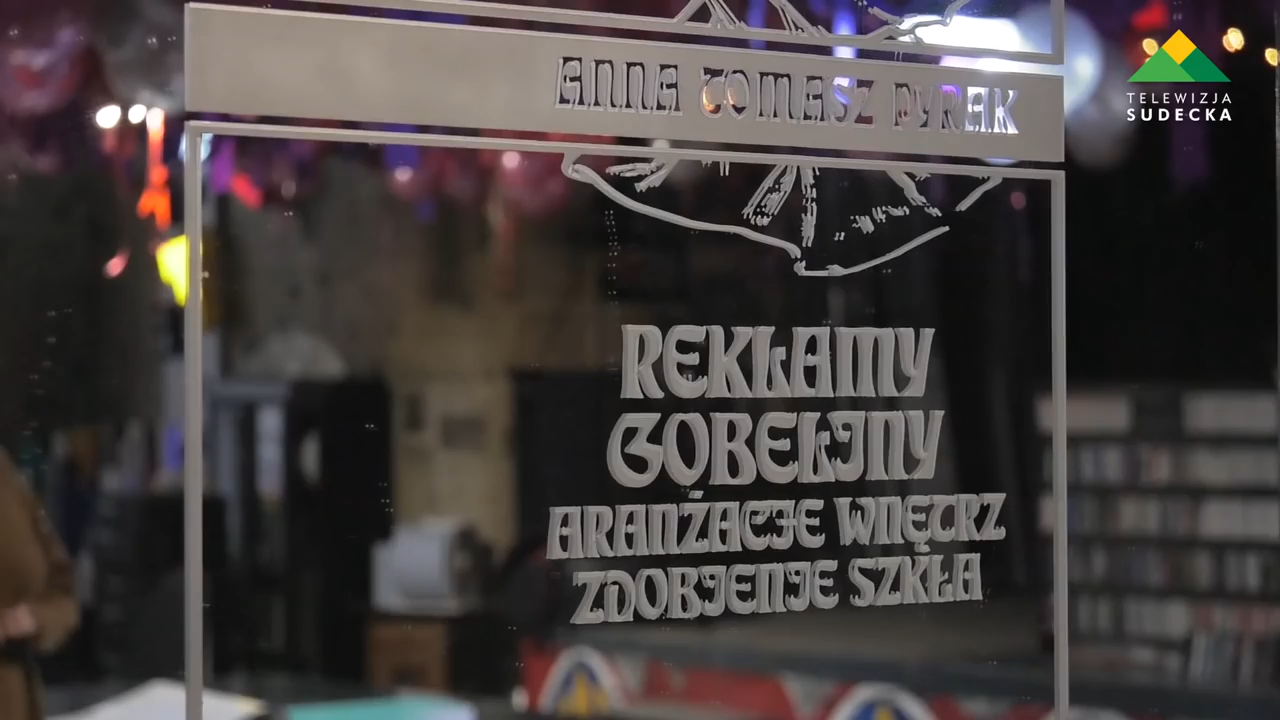 ANNA TOMASZ PYRAK
TELEWIZJA
SUDECKA
REKLAMY
GOBELINY
ARANŻACJE WNĘTRZ
ZDOBIENIE SZKŁA